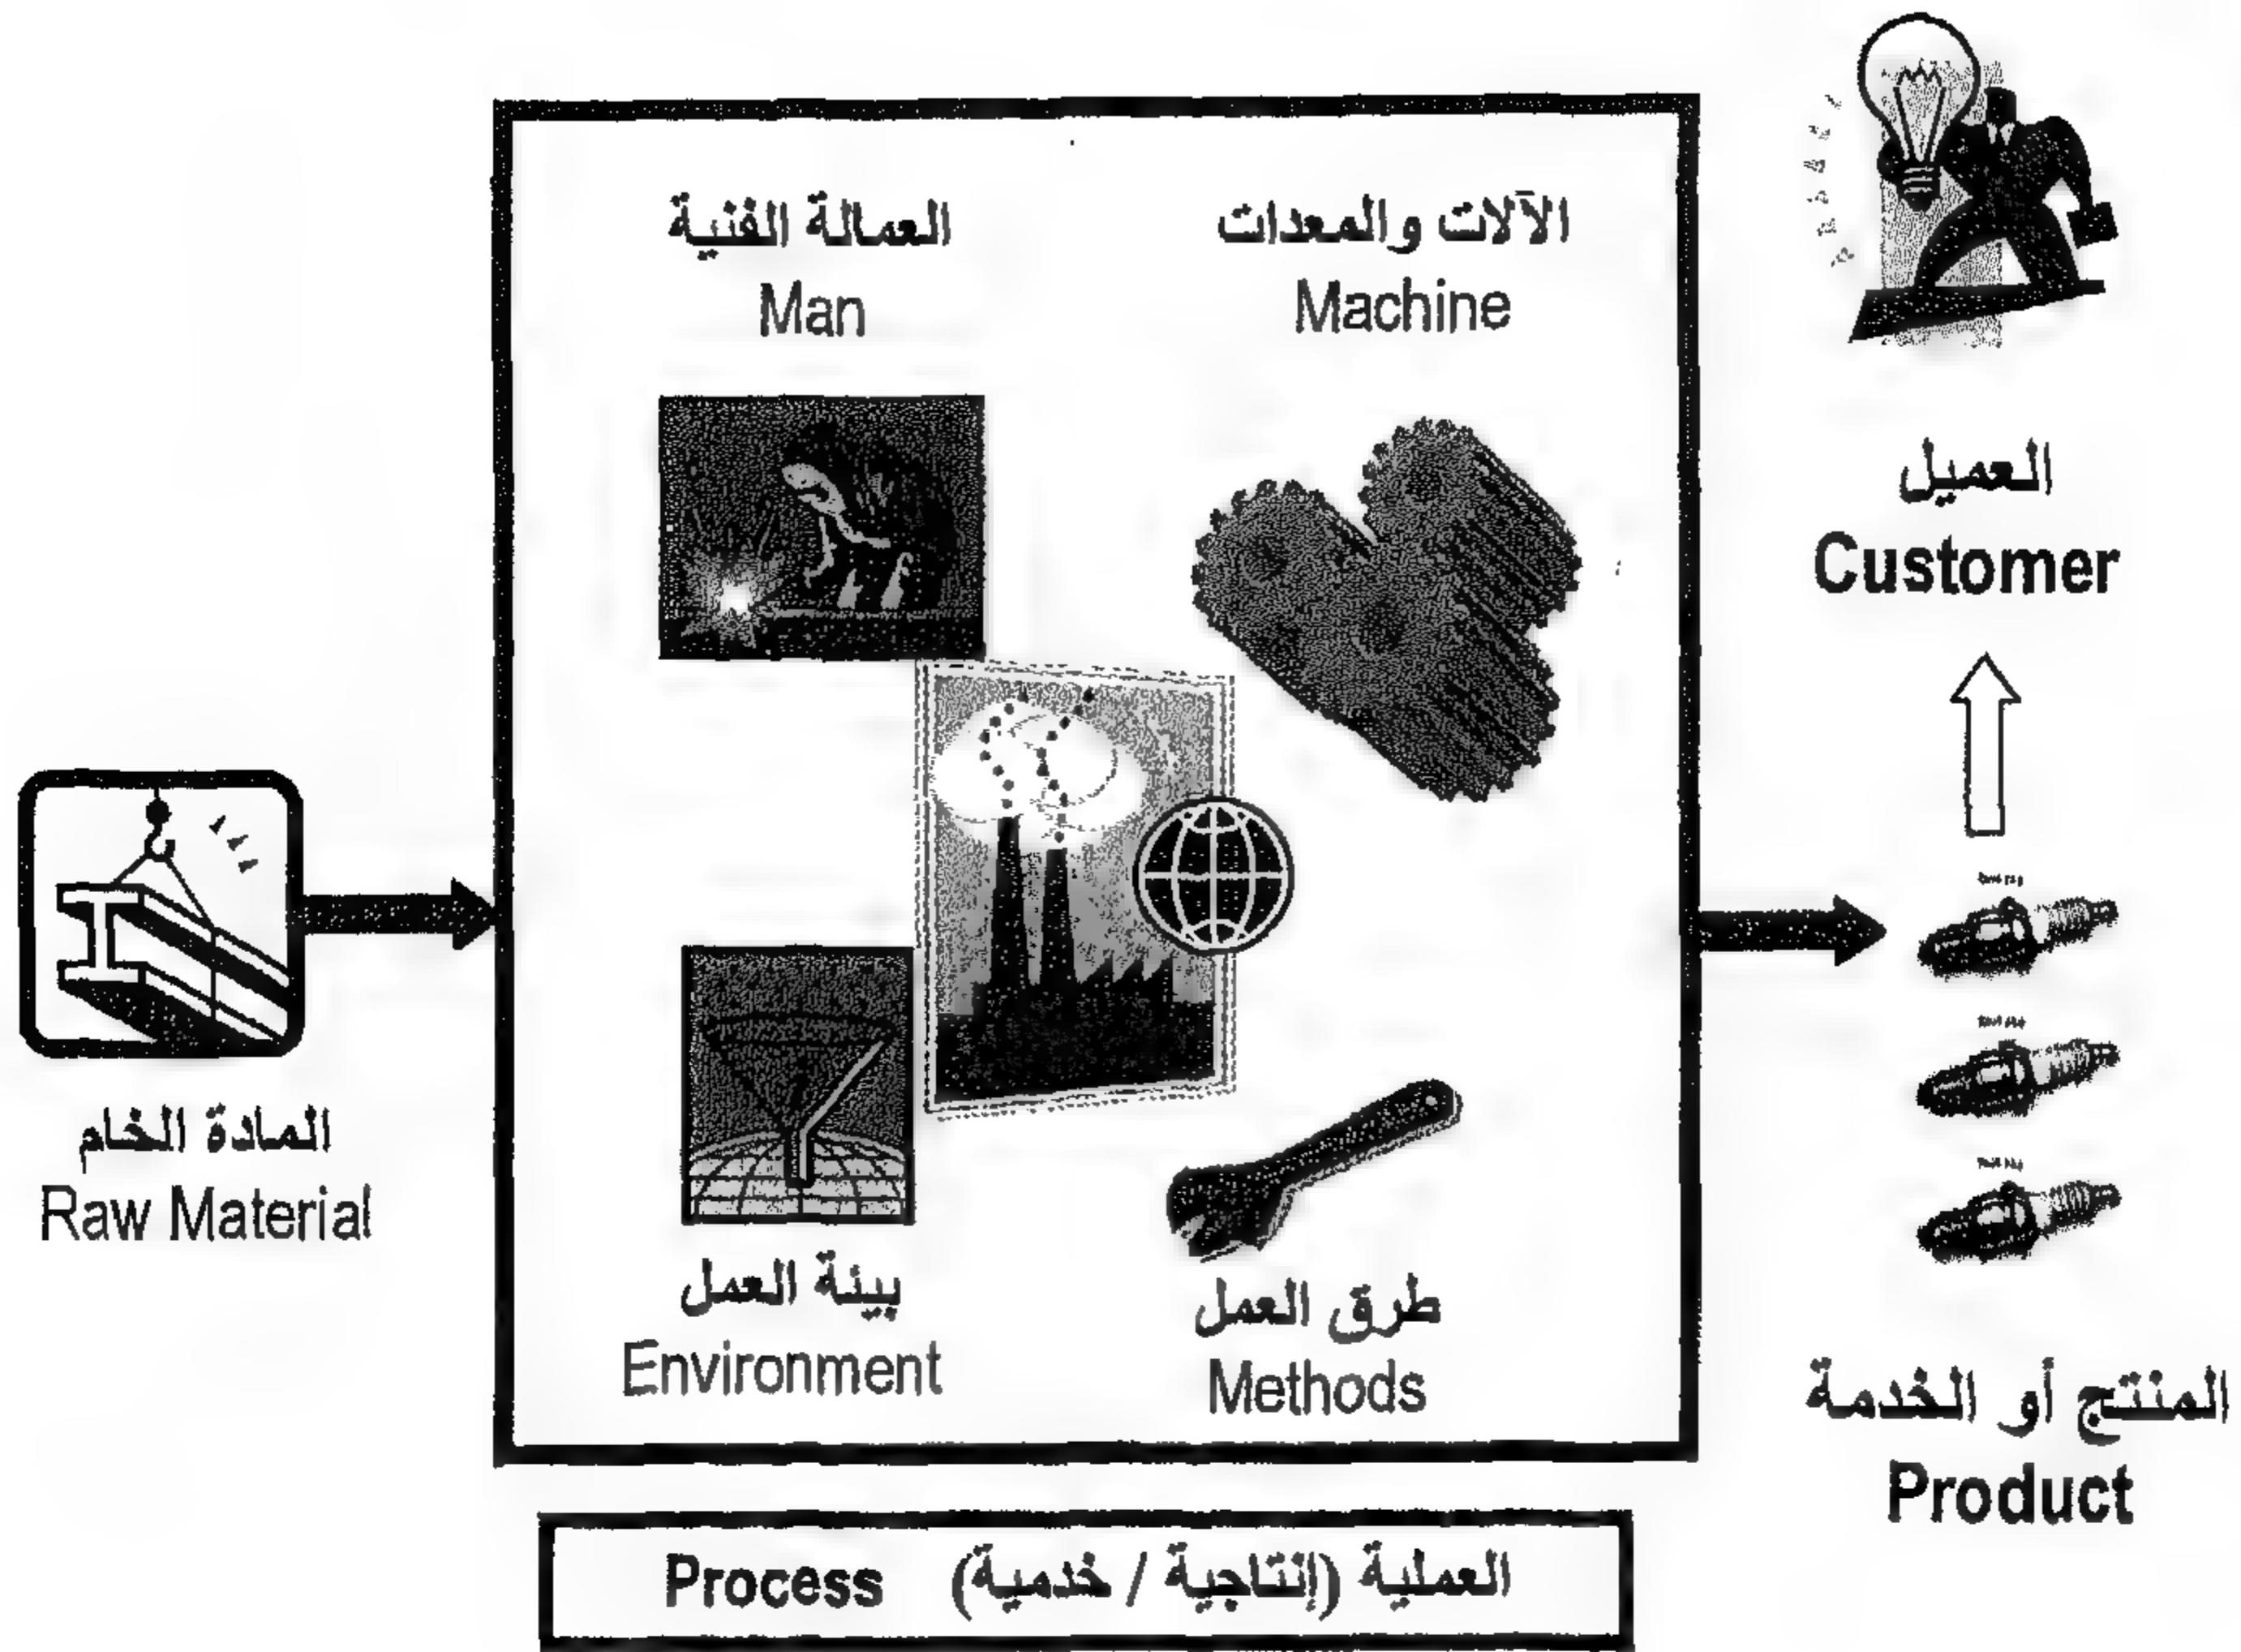 العمالة الفنية
Man
الآلات والمعدات
Machine
العميل
Customer
المادة الخام
Raw Material
بيئة العمل
Environment
طرق العمل
Methods
المنتج أو الخدمة
Product
العملية (إنتاجية / خدمية) Process